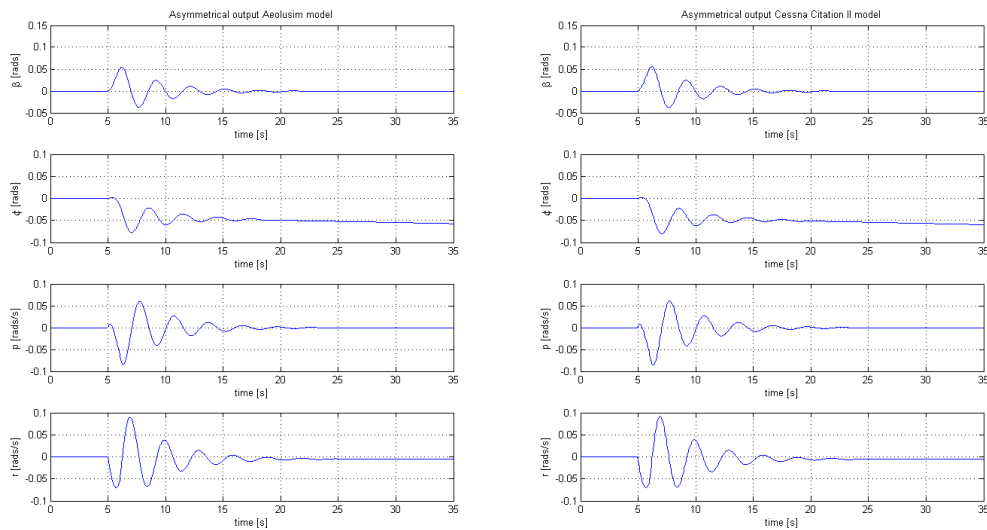 Asymmetrical output Aeolusim model
0.15
0.1
0.05
0
-0.05
β [rads]
0 5 10 15 20 25 30 35
time [s]
0.1
0.05
0
-0.05
-0.1
¢ [rads]
0 5 10 15 20 25 30 35
time [s]
0.1
0.05
0
-0.05
-0.1
p [rads/s]
0 5 10 15 20 25 30 35
time [s]
0.1
0.05
0
-0.05
-0.1
r [rads/s]
0 5 10 15 20 25 30 35
time [s]
Asymmetrical output Cessna Citation II model
0.15
0.1
0.05
0
-0.05
β [rads]
0 5 10 15 20 25 30 35
time [s]
0.1
0.05
0
-0.05
-0.1
¢ [rads]
0 5 10 15 20 25 30 35
time [s]
0.1
0.05
0
-0.05
-0.1
p [rads/s]
0 5 10 15 20 25 30 35
time [s]
0.1
0.05
0
-0.05
-0.1
r [rads/s]
0 5 10 15 20 25 30 35
time [s]